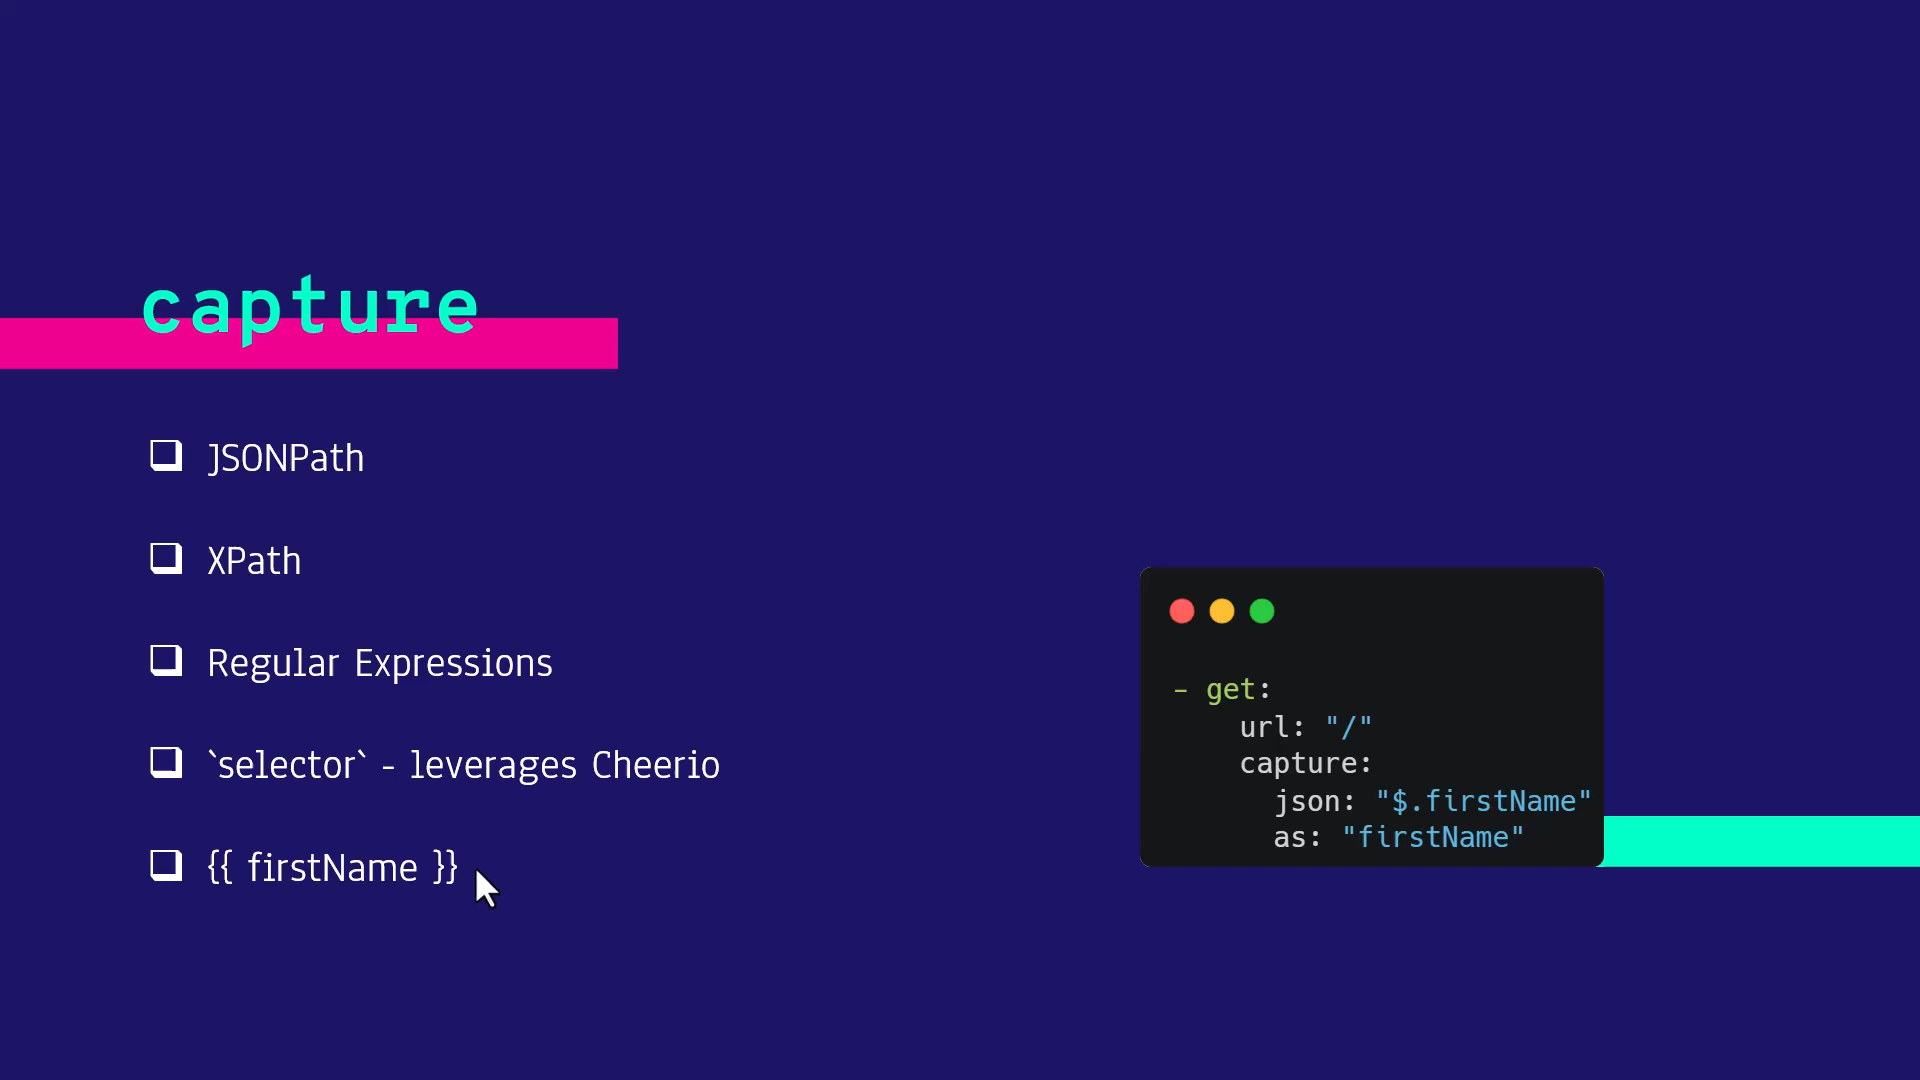 capture
JSONPath
XPath
Regular Expressions
`selector` - leverages Cheerio
{{ firstName }}
- get:
url: "/"
capture:
json: "$.firstName"
as: "firstName"